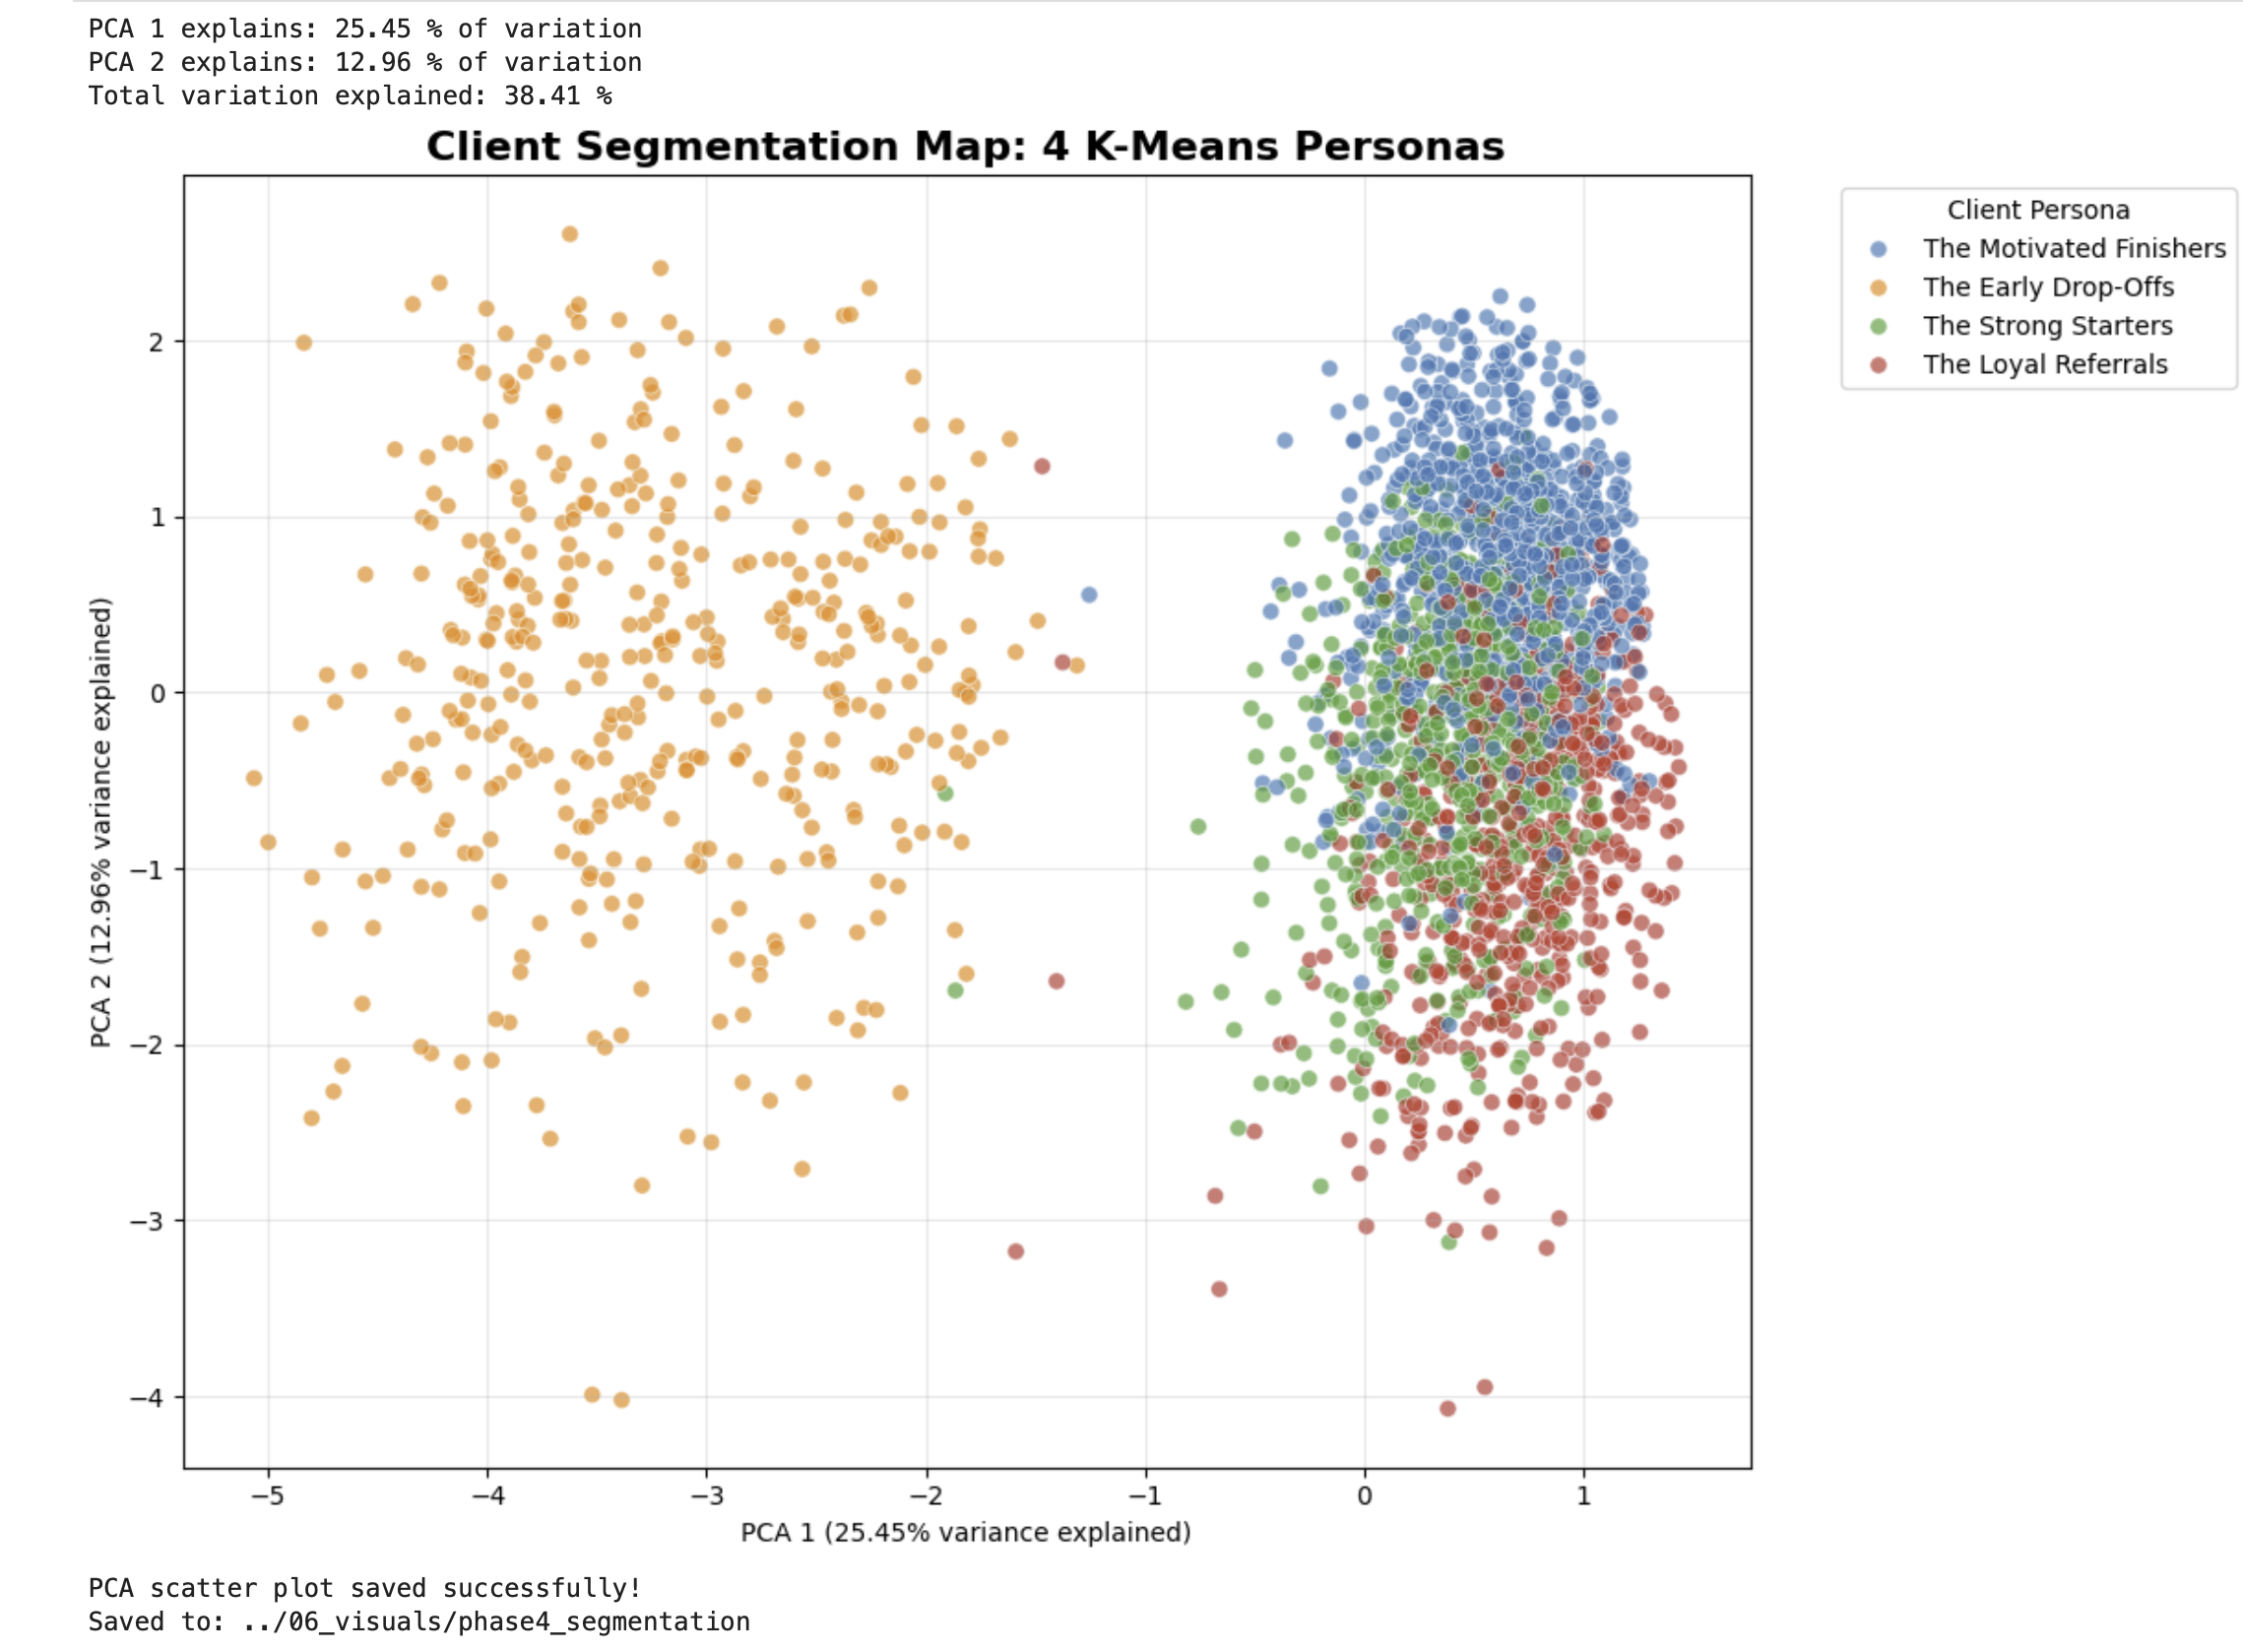 PCA 1 explains: 25.45 % of variation
PCA 2 explains: 12.96 % of variation
Total variation explained: 38.41 %
Client Segmentation Map: 4 K-Means Personas
Client Persona
The Motivated Finishers
The Early Drop-Offs
The Strong Starters
The Loyal Referrals
PCA 2 (12.96% variance explained)
2
1
0
−1
−2
−3
−4
−5
−4
−3
−2
−1
0
1
PCA 1 (25.45% variance explained)
PCA scatter plot saved successfully!
Saved to: ../06_visuals/phase4_segmentation